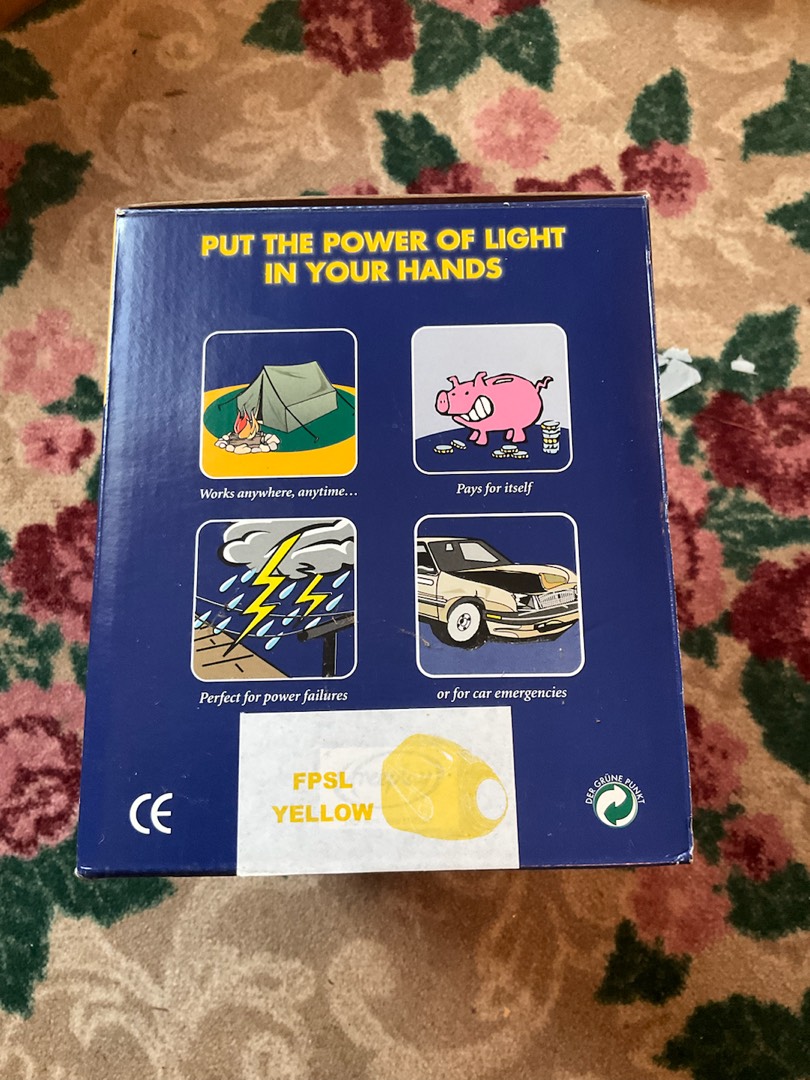 PUT THE POWER OF LIGHT
IN YOUR HANDS
Works anywhere, anytime...
Pays for itself
Perfect for power failures
or for car emergencies
FPSL
YELLOW
CE
DER GRÜNE PUNKT